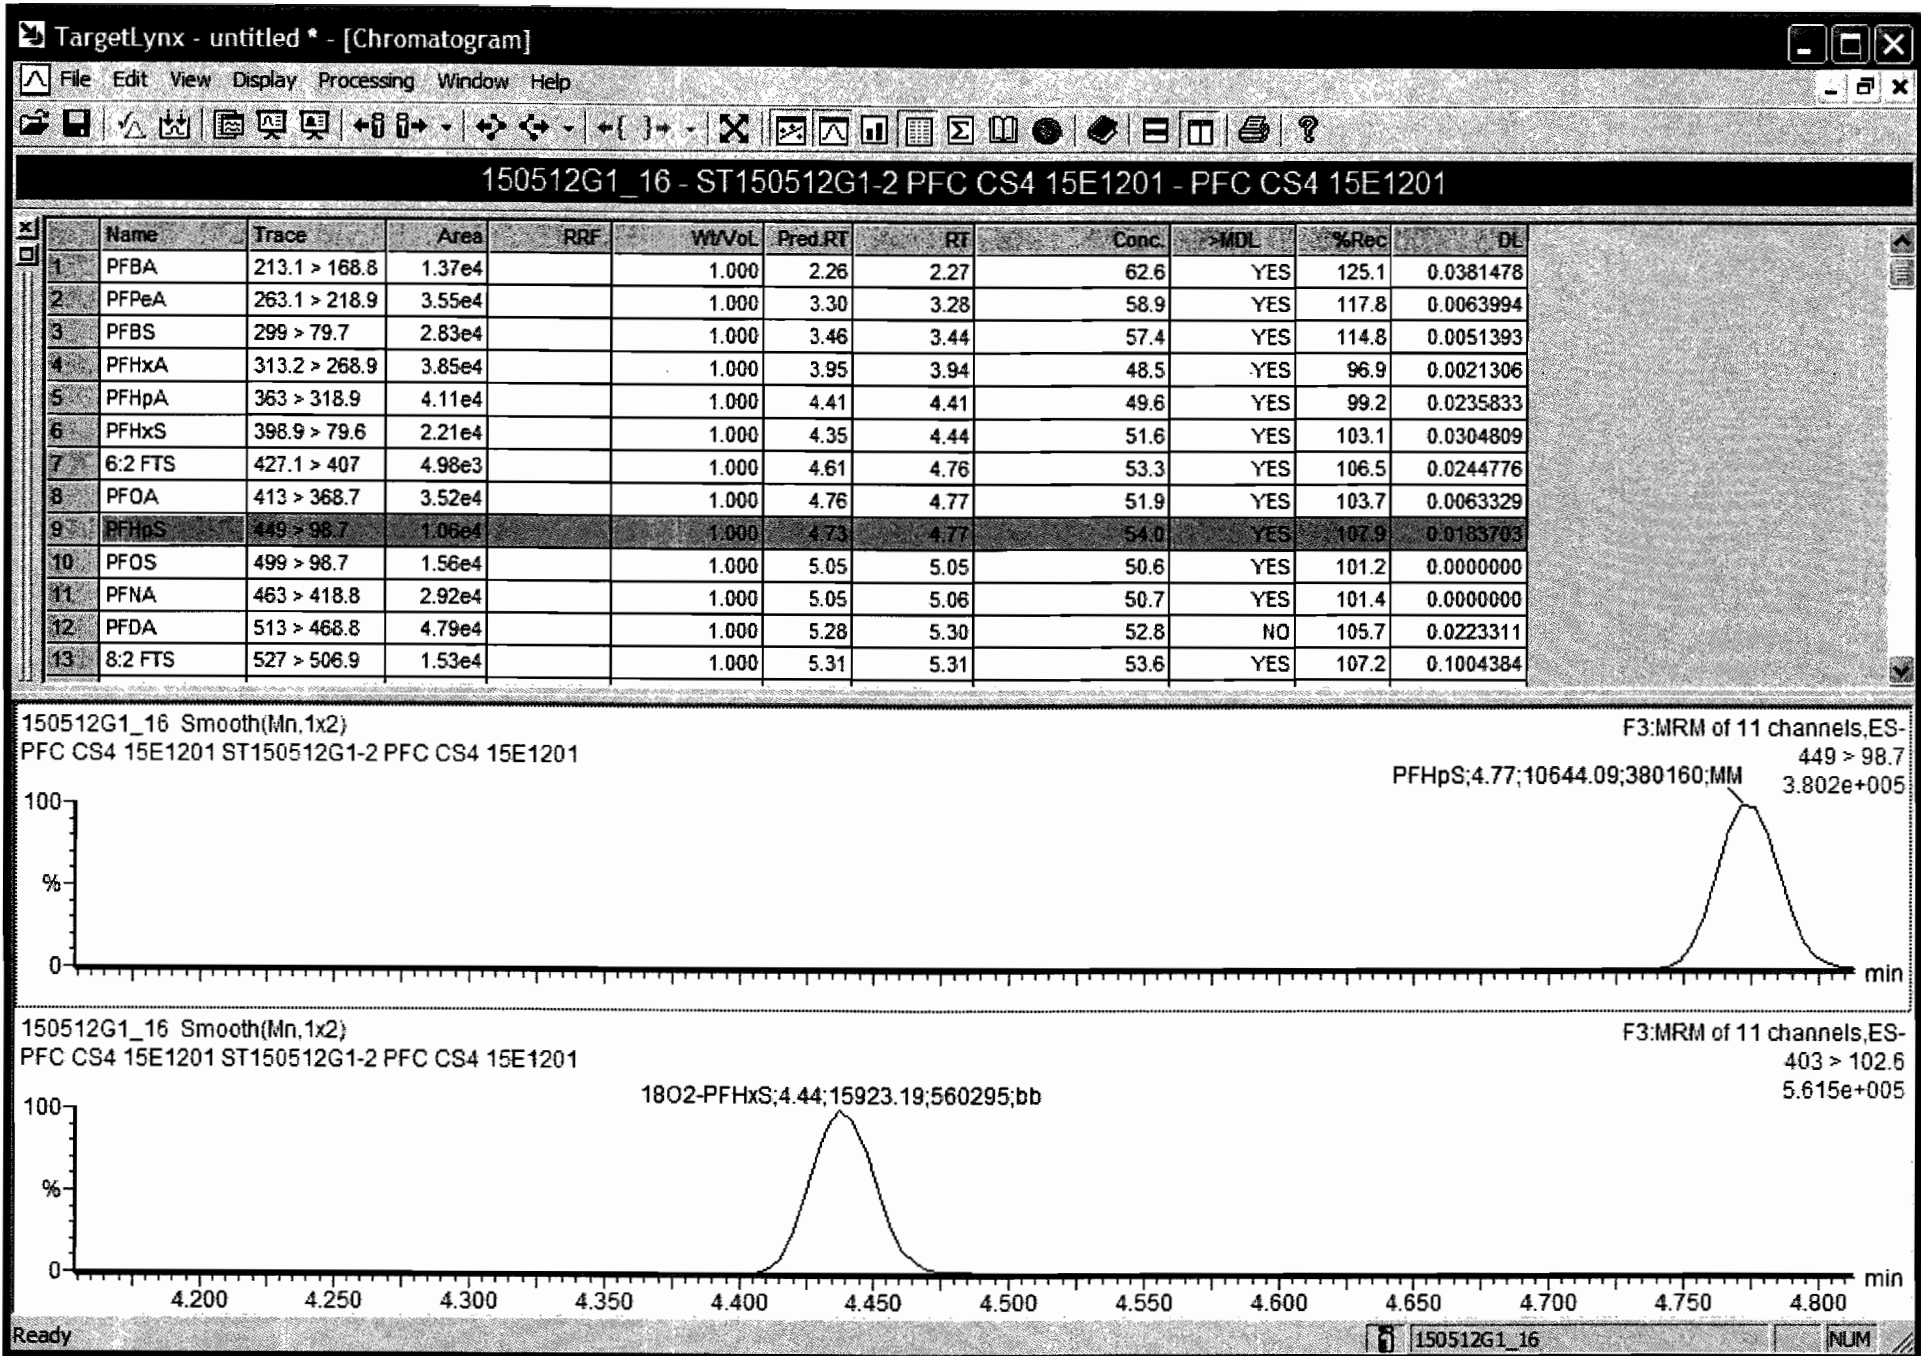 TargetLynx - untitled * - [Chromatogram]
File Edit View Display Processing Window Help
150512G1_16 - ST150512G1-2 PFC CS4 15E1201 - PFC CS4 15E1201
Name Trace Area RRF Wt/Vol. Pred.RT RT Conc. >MDL %Rec DL
1 PFBA 213.1 > 168.8 1.37e4 1.000 2.26 2.27 62.6 YES 125.1 0.0381478
2 PFPeA 263.1 > 218.9 3.55e4 1.000 3.30 3.28 58.9 YES 117.8 0.0063994
3 PFBS 299 > 79.7 2.83e4 1.000 3.46 3.44 57.4 YES 114.8 0.0051393
4 PFHxA 313.2 > 268.9 3.85e4 1.000 3.95 3.94 48.5 YES 96.9 0.0021306
5 PFHpA 363 > 318.9 4.11e4 1.000 4.41 4.41 49.6 YES 99.2 0.0235833
6 PFHxS 398.9 > 79.6 2.21e4 1.000 4.35 4.44 51.6 YES 103.1 0.0304809
7 6:2 FTS 427.1 > 407 4.98e3 1.000 4.61 4.76 53.3 YES 106.5 0.0244776
8 PFOA 413 > 368.7 3.52e4 1.000 4.76 4.77 51.9 YES 103.7 0.0063329
9 PFHpS 449 > 98.7 1.06e4 1.000 4.73 4.77 54.0 YES 107.9 0.0183703
10 PFOS 499 > 98.7 1.56e4 1.000 5.05 5.05 50.6 YES 101.2 0.0000000
11 PFNA 463 > 418.8 2.92e4 1.000 5.05 5.06 50.7 YES 101.4 0.0000000
12 PFDA 513 > 468.8 4.79e4 1.000 5.28 5.30 52.8 NO 105.7 0.0223311
13 8:2 FTS 527 > 506.9 1.53e4 1.000 5.31 5.31 53.6 YES 107.2 0.1004384
150512G1_16 Smooth(Mn,1x2)
F3:MRM of 11 channels,ES-
PFC CS4 15E1201 ST150512G1-2 PFC CS4 15E1201
449 > 98.7
PFHpS;4.77;10644.09;380160;MM
3.802e+005
100
%
0
min
150512G1_16 Smooth(Mn,1x2)
F3:MRM of 11 channels,ES-
PFC CS4 15E1201 ST150512G1-2 PFC CS4 15E1201
403 > 102.6
18O2-PFHxS;4.44;15923.19;560295;bb
5.615e+005
100
%
0
min
4.200 4.250 4.300 4.350 4.400 4.450 4.500 4.550 4.600 4.650 4.700 4.750 4.800
Ready
150512G1_16
NUM